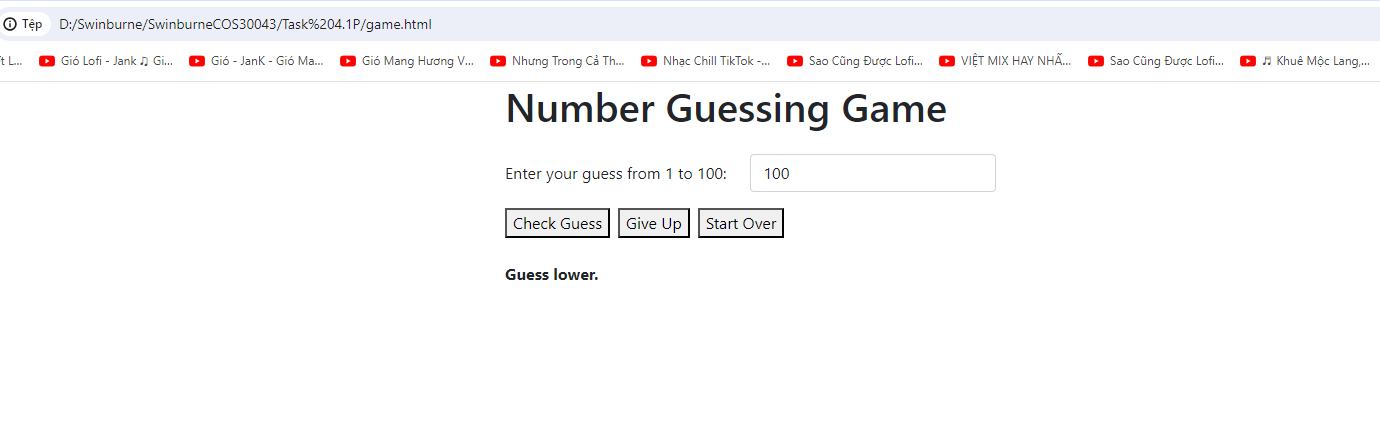 Tệp D:/Swinburne/SwinburneCOS30043/Task%204.1P/game.html
ít L... Gió Lofi - Jank ♫ Gi... Gió - JanK - Gió Ma... Gió Mang Hương V... Nhưng Trong Cả Th... Nhạc Chill TikTok -... Sao Cũng Được Lofi... VIỆT MIX HAY NHẤ... Sao Cũng Được Lofi... ♬ Khuê Mộc Lang,...
Number Guessing Game
Enter your guess from 1 to 100: 100
Check Guess Give Up Start Over
Guess lower.